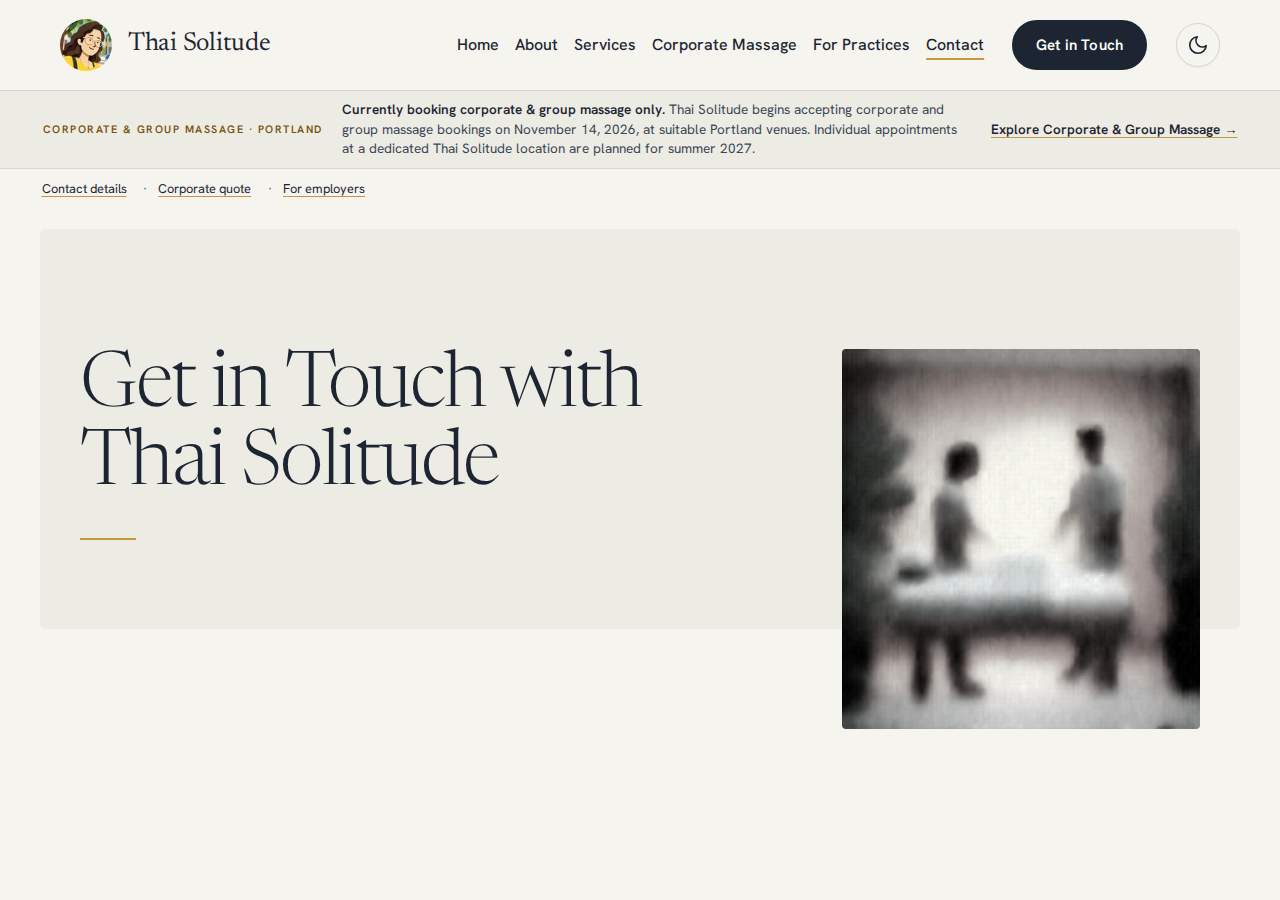 Thai Solitude
Home About Services Corporate Massage For Practices Contact Get in Touch
CORPORATE & GROUP MASSAGE · PORTLAND
Currently booking corporate & group massage only. Thai Solitude begins accepting corporate and
group massage bookings on November 14, 2026, at suitable Portland venues. Individual appointments
at a dedicated Thai Solitude location are planned for summer 2027.
Explore Corporate & Group Massage →
Contact details · Corporate quote · For employers
Get in Touch with
Thai Solitude